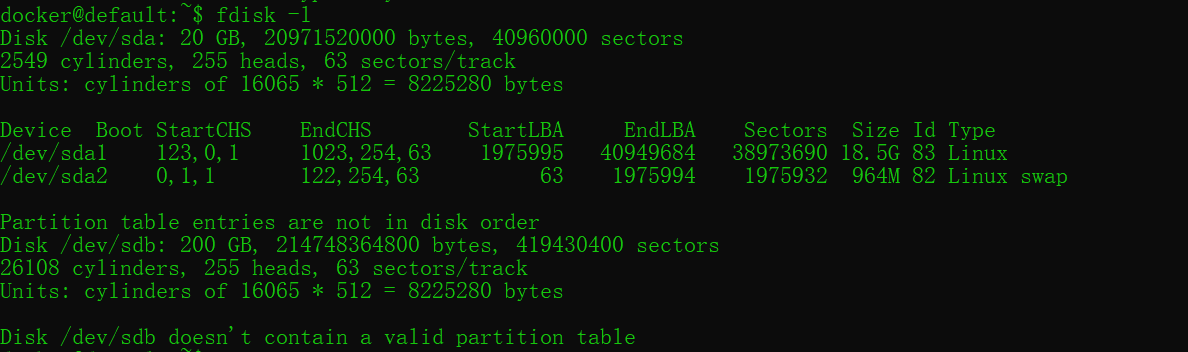 docker@default:~$ fdisk -l
Disk /dev/sda: 20 GB, 20971520000 bytes, 40960000 sectors
2549 cylinders, 255 heads, 63 sectors/track
Units: cylinders of 16065 * 512 = 8225280 bytes
Device  Boot StartCHS    EndCHS        StartLBA     EndLBA    Sectors  Size Id Type
/dev/sda1    123,0,1     1023,254,63    1975995   40949684   38973690 18.5G 83 Linux
/dev/sda2    0,1,1       122,254,63          63    1975994    1975932  964M 82 Linux swap
Partition table entries are not in disk order
Disk /dev/sdb: 200 GB, 214748364800 bytes, 419430400 sectors
26108 cylinders, 255 heads, 63 sectors/track
Units: cylinders of 16065 * 512 = 8225280 bytes
Disk /dev/sdb doesn't contain a valid partition table